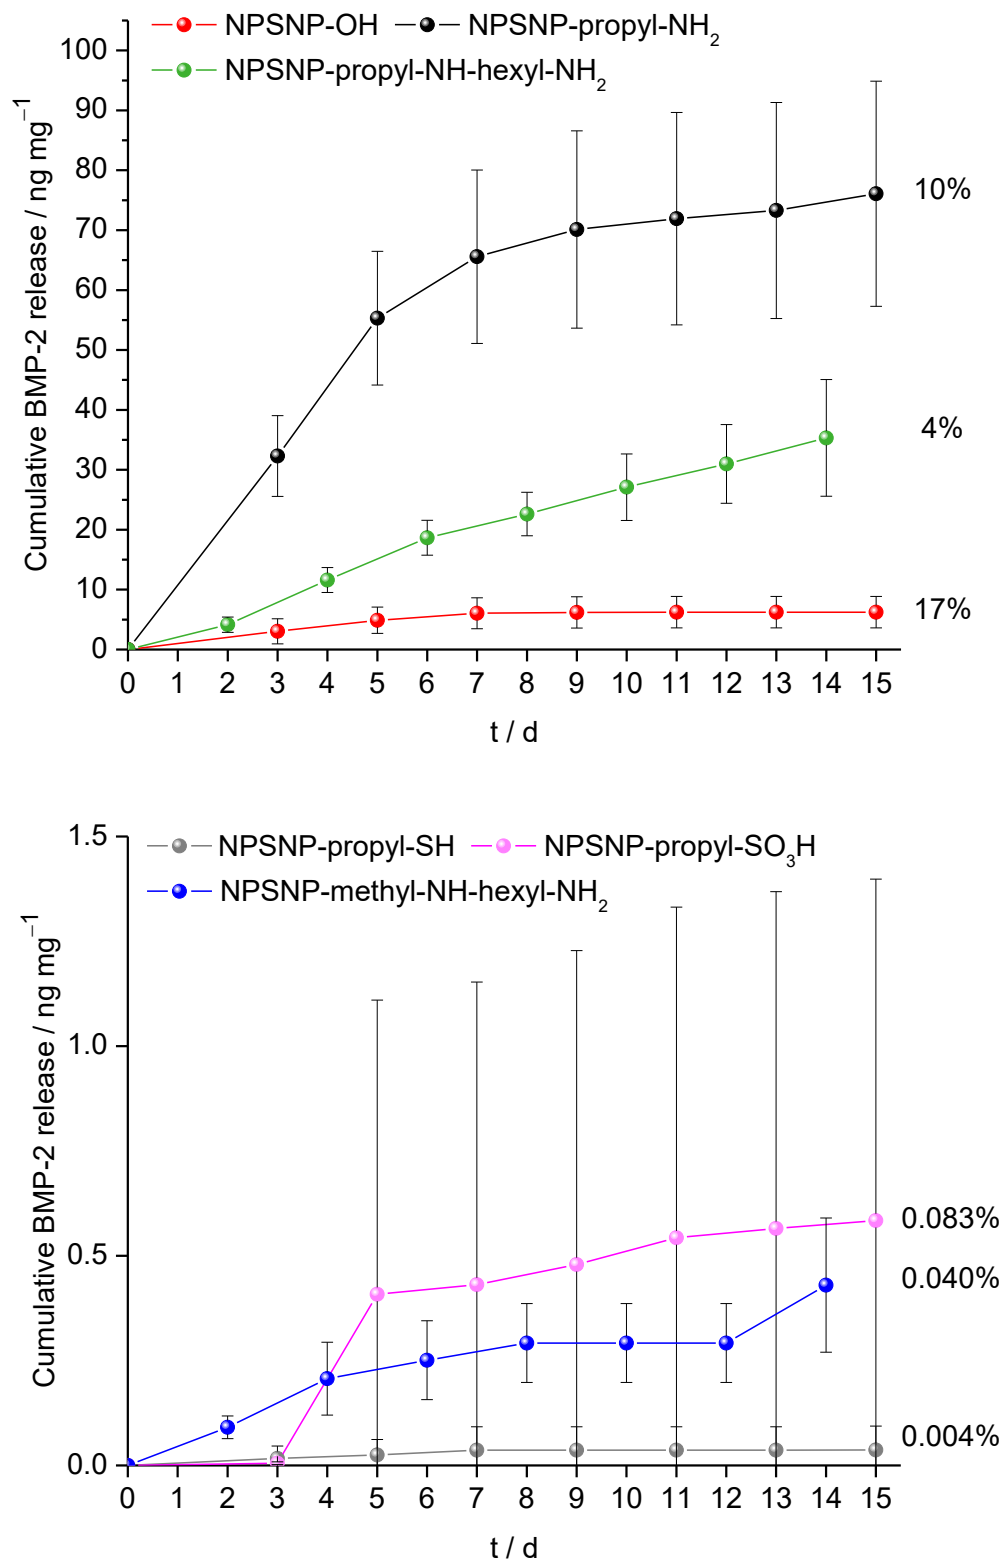 NPSNP-OH NPSNP-propyl-NH₂
NPSNP-propyl-NH-hexyl-NH₂
Cumulative BMP-2 release / ng mg⁻¹
100
90
80
70
60
50
40
30
20
10
0
10%
4%
17%
0 1 2 3 4 5 6 7 8 9 10 11 12 13 14 15
t / d
NPSNP-propyl-SH NPSNP-propyl-SO₃H
NPSNP-methyl-NH-hexyl-NH₂
Cumulative BMP-2 release / ng mg⁻¹
1.5
1.0
0.5
0.0
0.083%
0.040%
0.004%
0 1 2 3 4 5 6 7 8 9 10 11 12 13 14 15
t / d